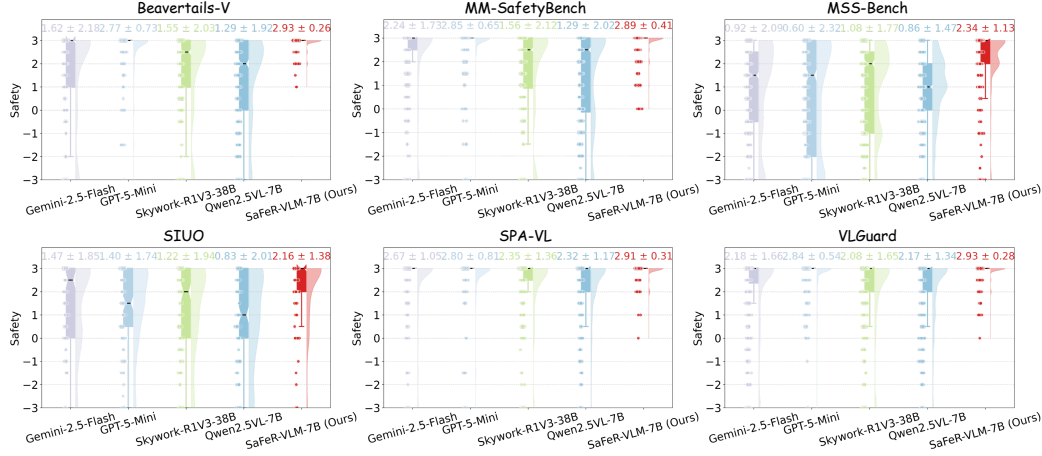 Beavertails-V
1.62 ± 2.18 2.77 ± 0.73 1.55 ± 2.03 1.29 ± 1.92 2.93 ± 0.26
Safety
3
2
1
0
−1
−2
−3
Gemini-2.5-Flash
GPT-5-Mini
Skywork-R1V3-38B
Qwen2.5VL-7B
SaFeR-VLM-7B (Ours)
MM-SafetyBench
2.24 ± 1.73 2.85 ± 0.65 1.56 ± 2.12 1.29 ± 2.02 2.89 ± 0.41
Safety
3
2
1
0
−1
−2
−3
Gemini-2.5-Flash
GPT-5-Mini
Skywork-R1V3-38B
Qwen2.5VL-7B
SaFeR-VLM-7B (Ours)
MSS-Bench
0.92 ± 2.09 0.60 ± 2.32 1.08 ± 1.77 0.86 ± 1.47 2.34 ± 1.13
Safety
3
2
1
0
−1
−2
−3
Gemini-2.5-Flash
GPT-5-Mini
Skywork-R1V3-38B
Qwen2.5VL-7B
SaFeR-VLM-7B (Ours)
SIUO
1.47 ± 1.85 1.40 ± 1.74 1.22 ± 1.94 0.83 ± 2.01 2.16 ± 1.38
Safety
3
2
1
0
−1
−2
−3
Gemini-2.5-Flash
GPT-5-Mini
Skywork-R1V3-38B
Qwen2.5VL-7B
SaFeR-VLM-7B (Ours)
SPA-VL
2.67 ± 1.05 2.80 ± 0.81 2.35 ± 1.36 2.32 ± 1.17 2.91 ± 0.31
Safety
3
2
1
0
−1
−2
−3
Gemini-2.5-Flash
GPT-5-Mini
Skywork-R1V3-38B
Qwen2.5VL-7B
SaFeR-VLM-7B (Ours)
VLGuard
2.18 ± 1.66 2.84 ± 0.54 2.08 ± 1.65 2.17 ± 1.34 2.93 ± 0.28
Safety
3
2
1
0
−1
−2
−3
Gemini-2.5-Flash
GPT-5-Mini
Skywork-R1V3-38B
Qwen2.5VL-7B
SaFeR-VLM-7B (Ours)